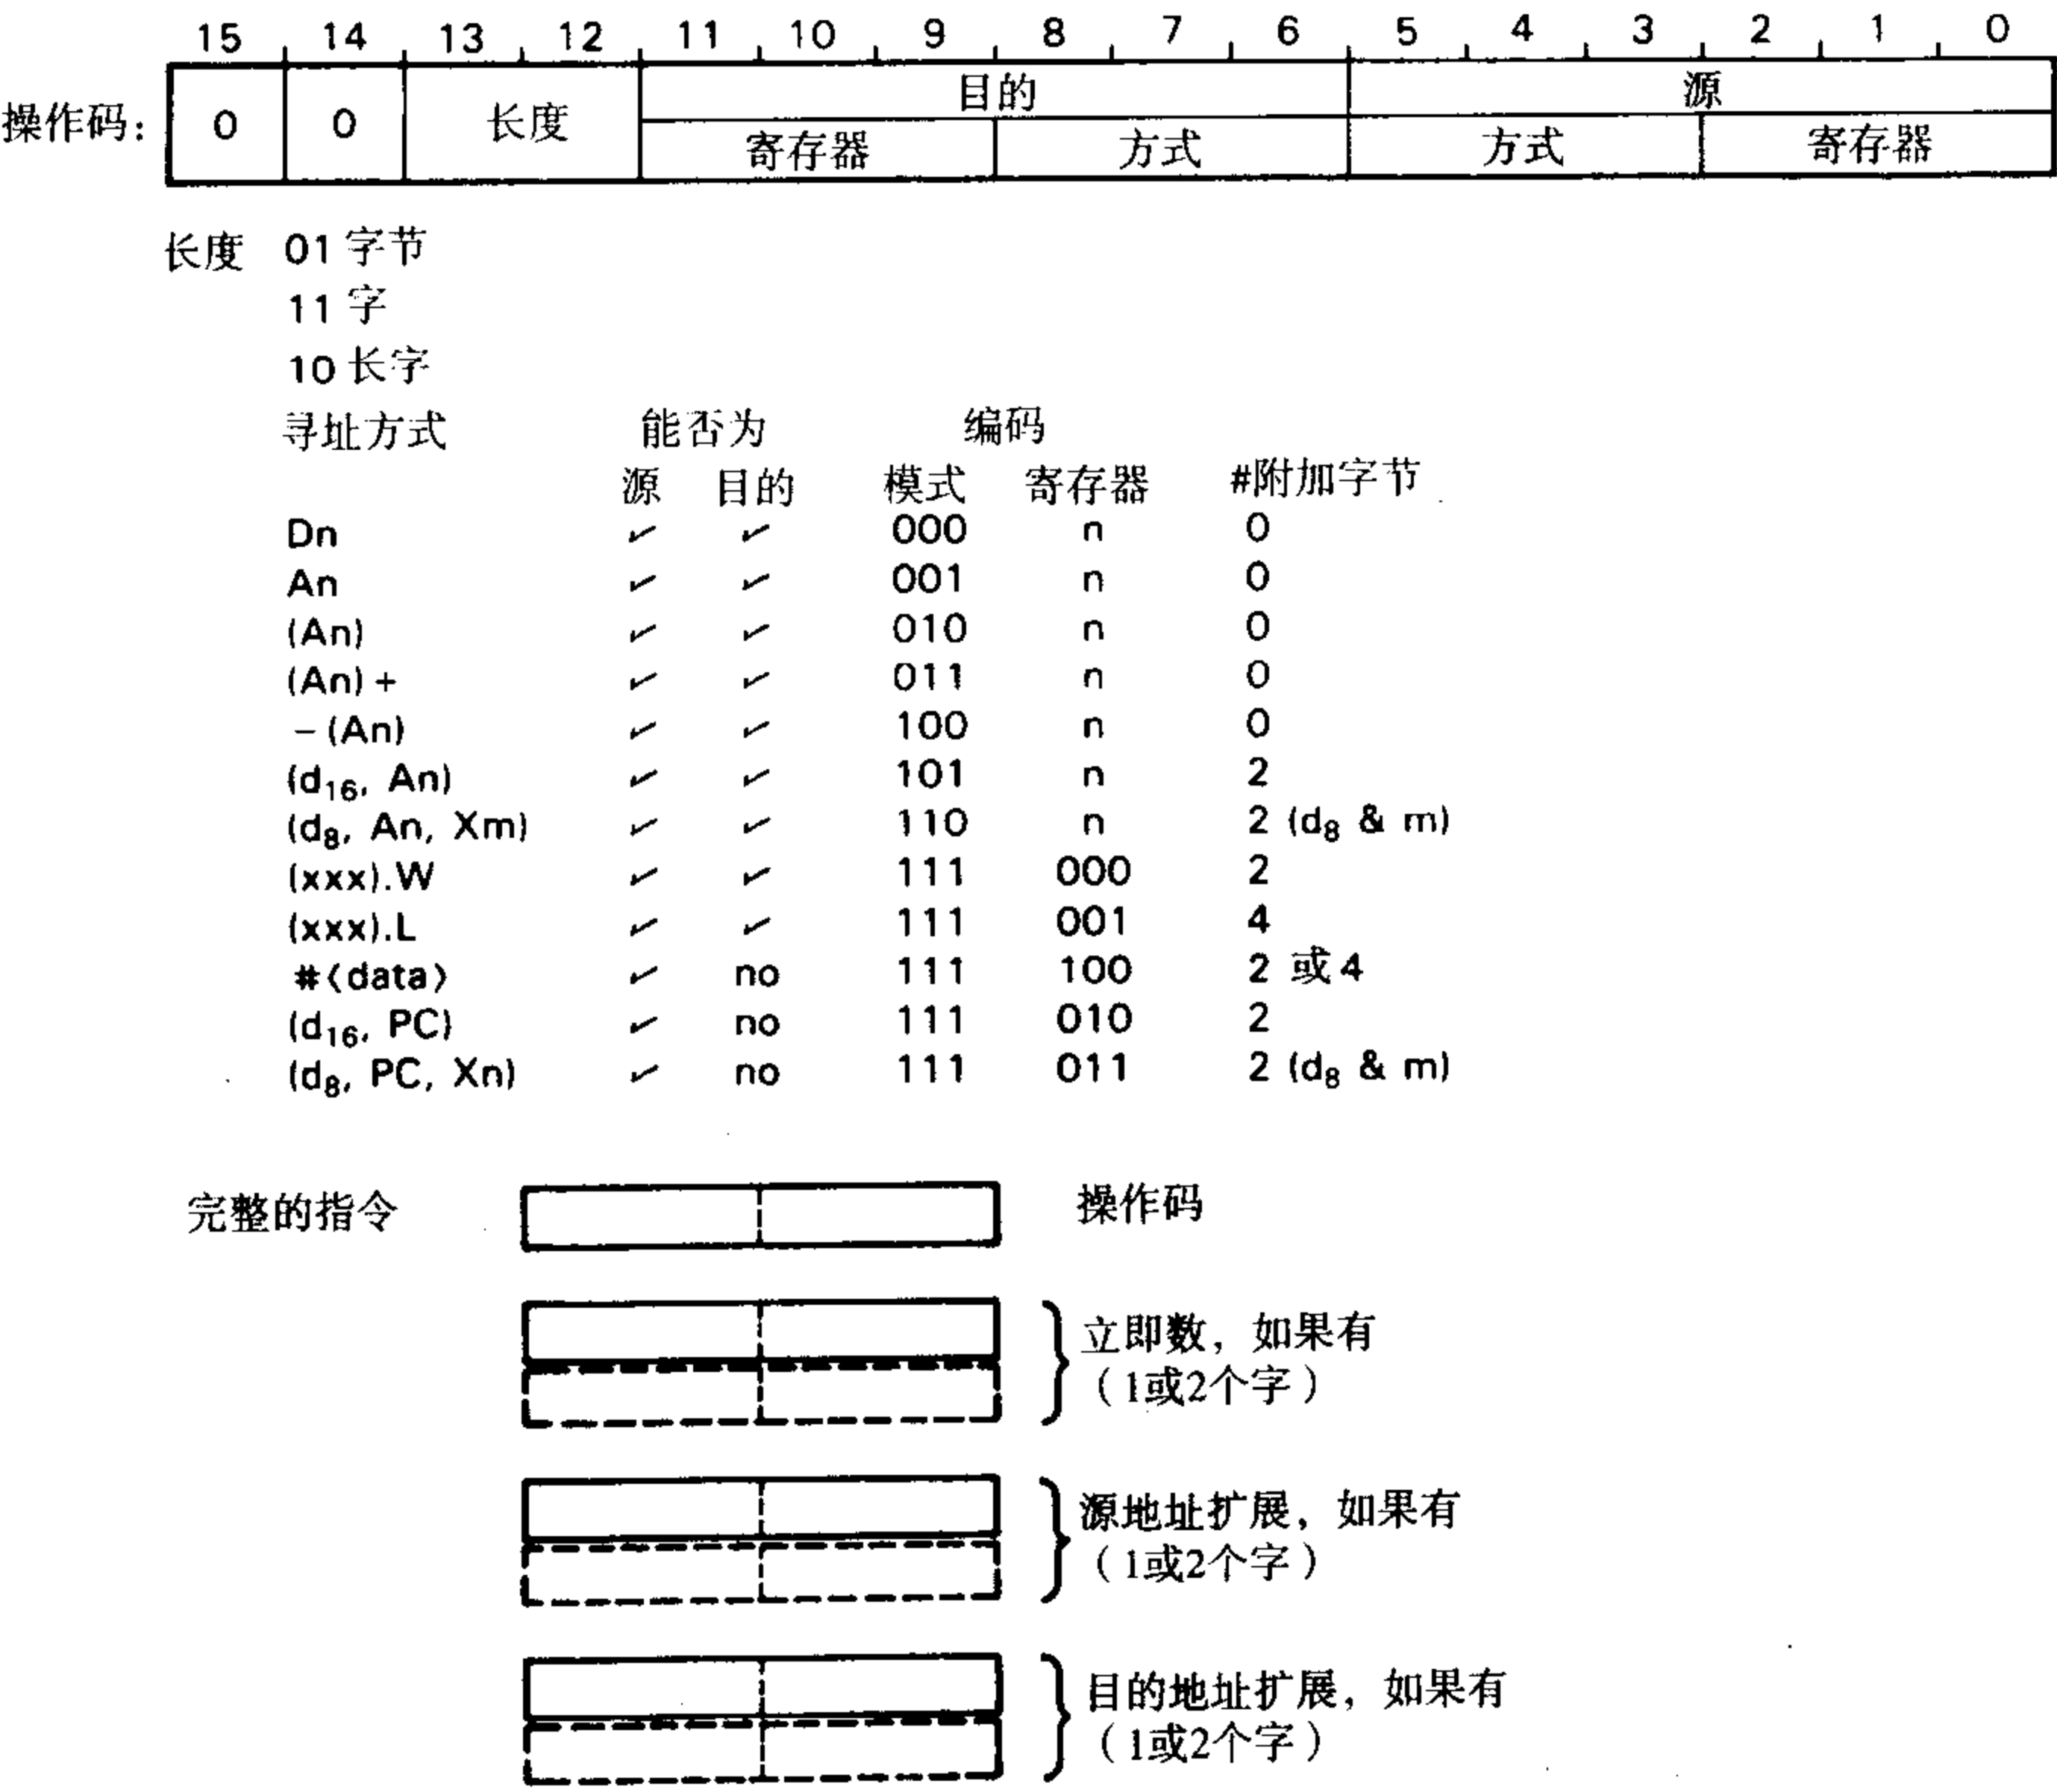 15 14 13 12 11 10 9 8 7 6 5 4 3 2 1 0
操作码: 0 0 长度 目的 源
寄存器 方式 方式 寄存器
长度 01 字节
11 字
10 长字
寻址方式 能否为 编码
源 目的 模式 寄存器 #附加字节
Dn ✓ ✓ 000 n 0
An ✓ ✓ 001 n 0
(An) ✓ ✓ 010 n 0
(An)+ ✓ ✓ 011 n 0
-(An) ✓ ✓ 100 n 0
(d16, An) ✓ ✓ 101 n 2
(d8, An, Xm) ✓ ✓ 110 n 2 (d8 & m)
(xxx).W ✓ ✓ 111 000 2
(xxx).L ✓ ✓ 111 001 4
#⟨data⟩ ✓ no 111 100 2 或 4
(d16, PC) ✓ no 111 010 2
(d8, PC, Xn) ✓ no 111 011 2 (d8 & m)
完整的指令 操作码
立即数，如果有
（1或2个字）
源地址扩展，如果有
（1或2个字）
目的地址扩展，如果有
（1或2个字）